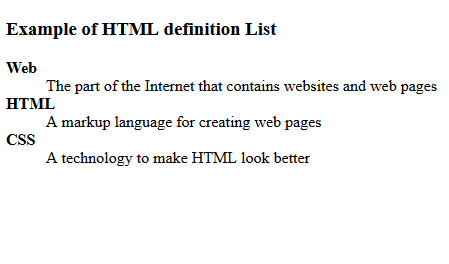 Example of HTML definition List
Web
The part of the Internet that contains websites and web pages
HTML
A markup language for creating web pages
CSS
A technology to make HTML look better